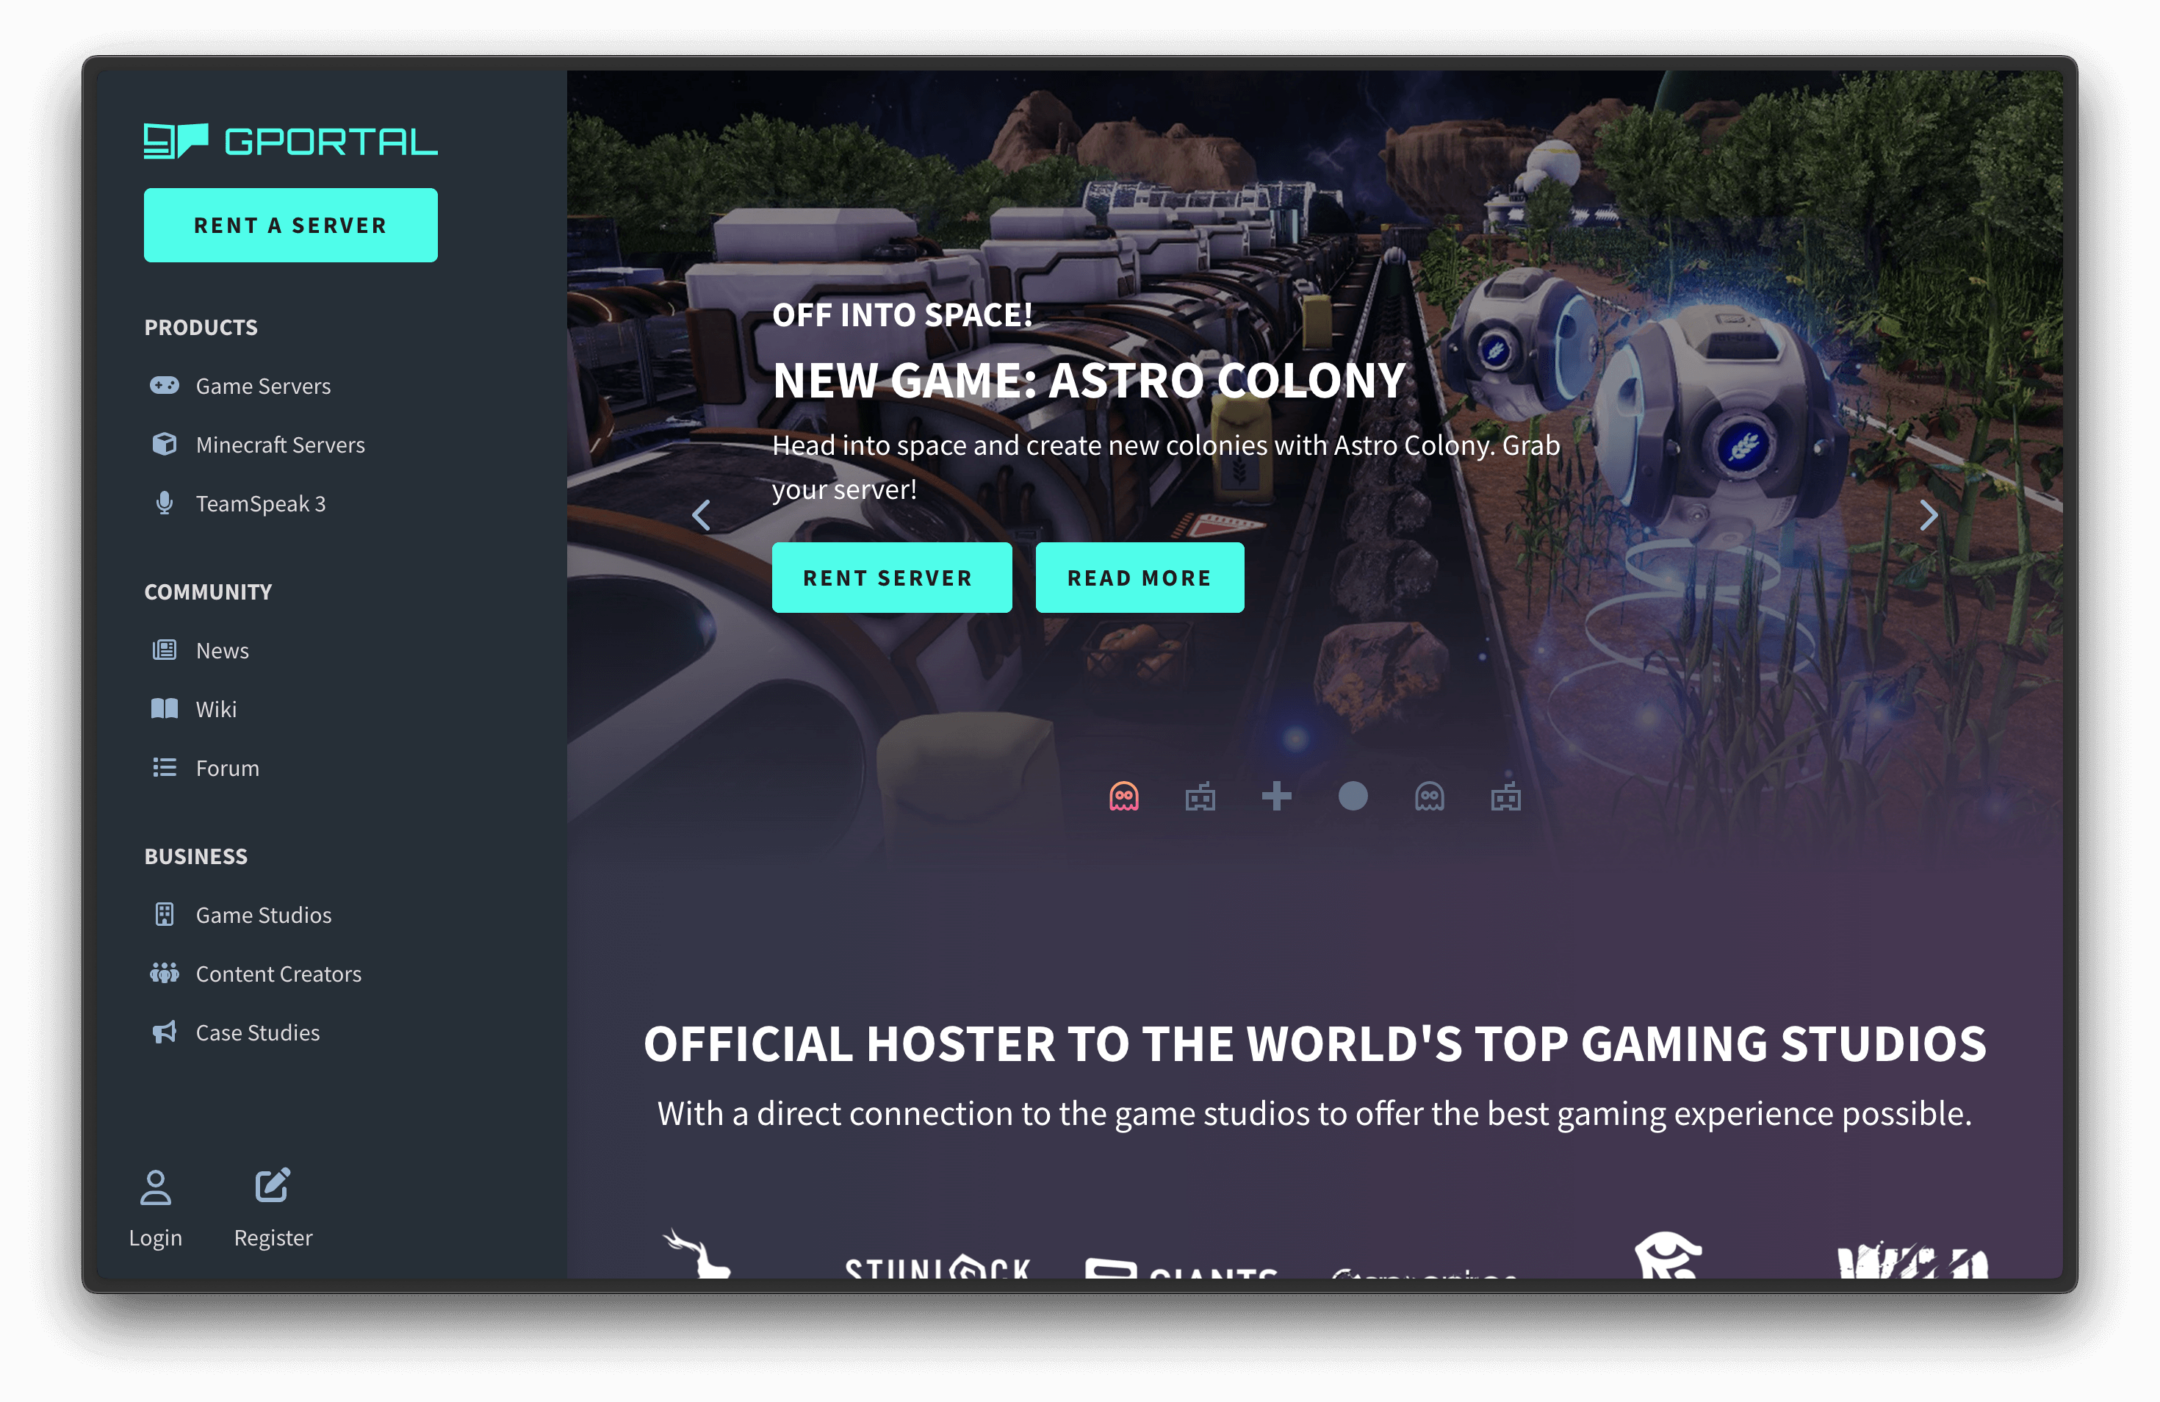 GPORTAL
RENT A SERVER
PRODUCTS
Game Servers
Minecraft Servers
TeamSpeak 3
COMMUNITY
News
Wiki
Forum
BUSINESS
Game Studios
Content Creators
Case Studies
Login
Register
OFF INTO SPACE!
NEW GAME: ASTRO COLONY
Head into space and create new colonies with Astro Colony. Grab
your server!
RENT SERVER
READ MORE
OFFICIAL HOSTER TO THE WORLD'S TOP GAMING STUDIOS
With a direct connection to the game studios to offer the best gaming experience possible.
STUNLOCK
GIANTS